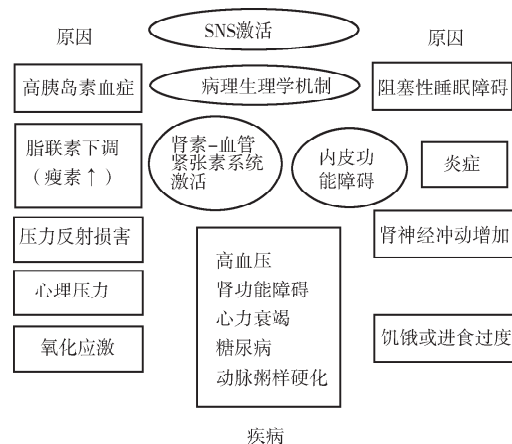 SNS激活
原因
原因
高胰岛素血症
病理生理学机制
阻塞性睡眠障碍
脂联素下调
（瘦素↑）
肾素-血管
紧张素系统
激活
内皮功
能障碍
炎症
压力反射损害
肾神经冲动增加
心理压力
高血压
肾功能障碍
心力衰竭
糖尿病
动脉粥样硬化
氧化应激
饥饿或进食过度
疾病